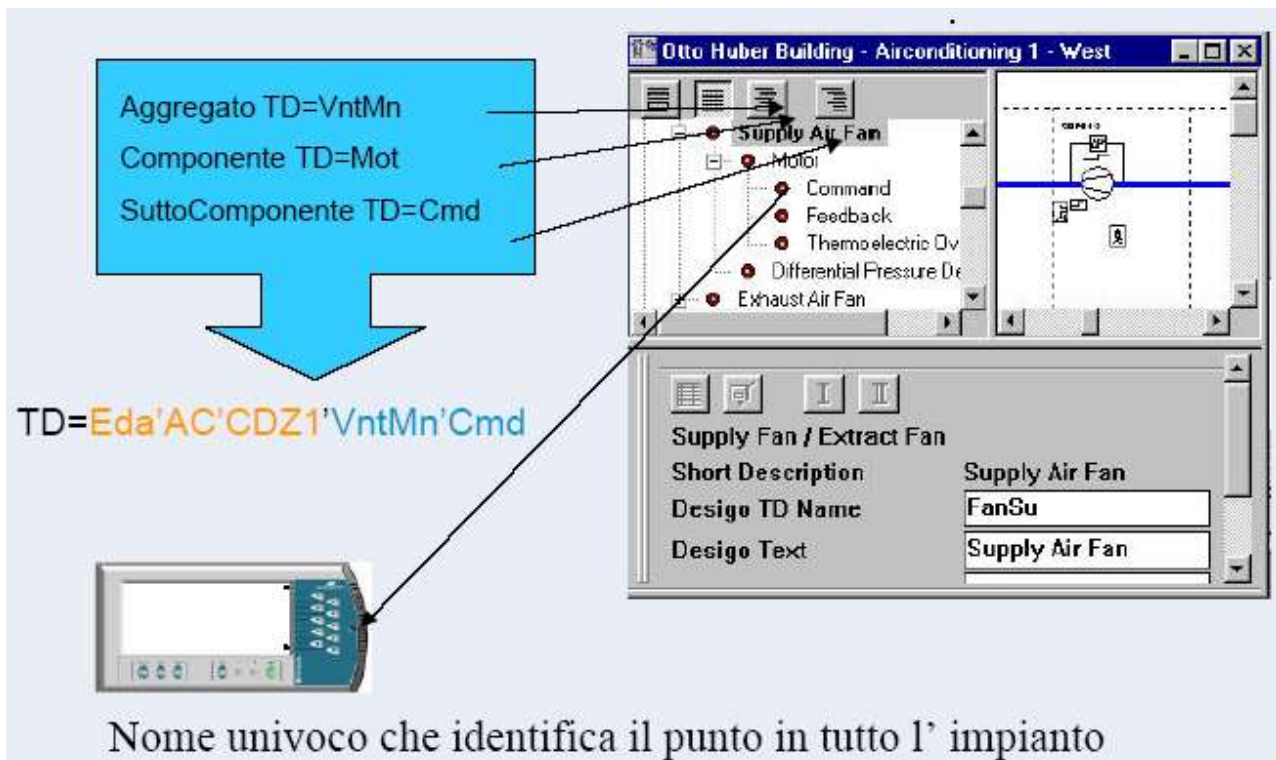 Aggregato TD=VntMn
Componente TD=Mot
SuttoComponente TD=Cmd
TD=Eda'AC'CDZ1'VntMn'Cmd
Otto Huber Building - Airconditioning 1 - West
Supply Air Fan
Motor
Command
Feedback
Thermoelectric Ov
Differential Pressure De
Exhaust Air Fan
Supply Fan / Extract Fan
Short Description Supply Air Fan
Desigo TD Name FanSu
Desigo Text Supply Air Fan
Nome univoco che identifica il punto in tutto l' impianto